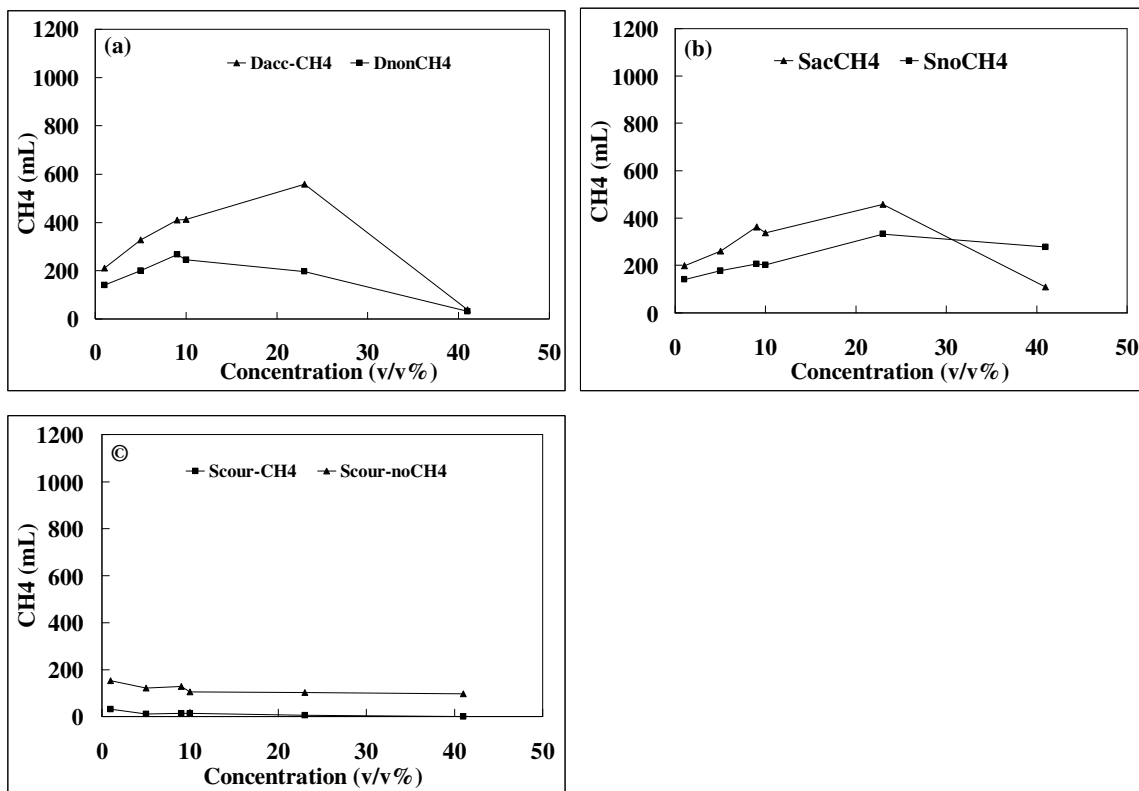 (a)
Dacc-CH4 DnonCH4
1200
1000
800
600
400
200
0
CH4 (mL)
0 10 20 30 40 50
Concentration (v/v%)
(b)
SacCH4 SnoCH4
1200
1000
800
600
400
200
0
CH4 (mL)
0 10 20 30 40 50
Concentration (v/v%)
©
Scour-CH4 Scour-noCH4
1200
1000
800
600
400
200
0
CH4 (mL)
0 10 20 30 40 50
Concentration (v/v%)